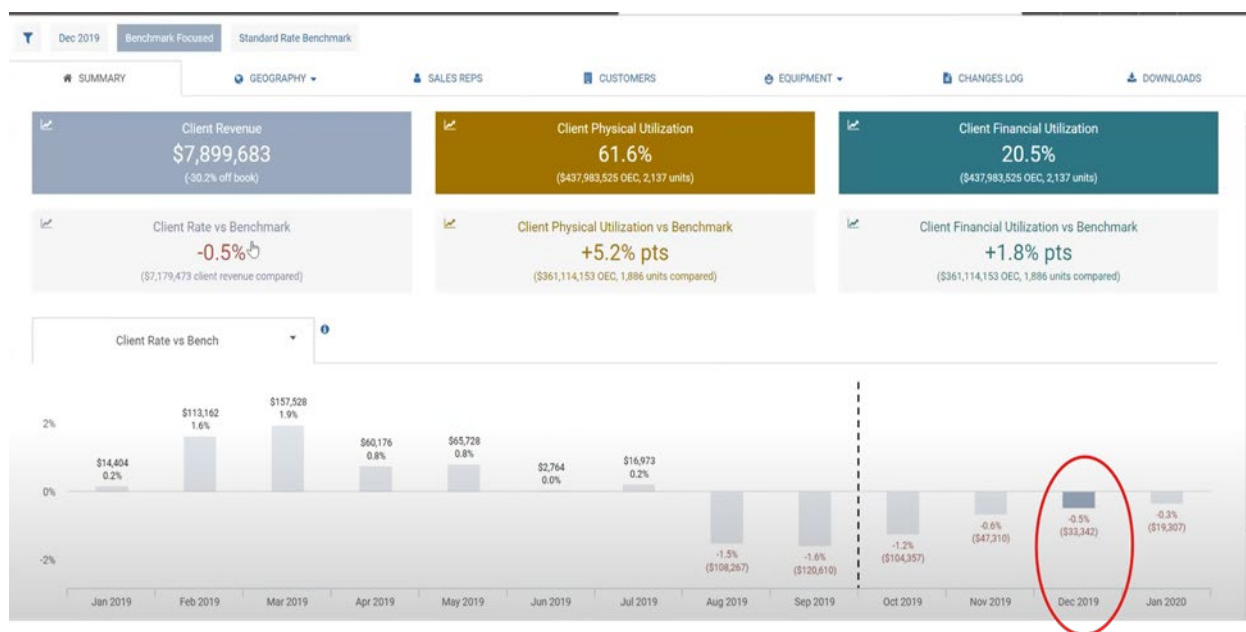 Dec 2019 Benchmark Focused Standard Rate Benchmark
SUMMARY GEOGRAPHY SALES REPS CUSTOMERS EQUIPMENT CHANGES LOG DOWNLOADS
Client Revenue
$7,899,683
(-30.2% off book)
Client Physical Utilization
61.6%
($437,983,525 OEC, 2,137 units)
Client Financial Utilization
20.5%
($437,983,525 OEC, 2,137 units)
Client Rate vs Benchmark
-0.5%
($7,179,473 client revenue compared)
Client Physical Utilization vs Benchmark
+5.2% pts
($361,114,153 OEC, 1,886 units compared)
Client Financial Utilization vs Benchmark
+1.8% pts
($361,114,153 OEC, 1,886 units compared)
Client Rate vs Bench
2%
0%
-2%
$14,404
0.2%
$113,162
1.6%
$157,528
1.9%
$60,176
0.8%
$65,728
0.8%
$2,764
0.0%
$16,973
0.2%
-1.5%
($108,267)
-1.6%
($120,610)
-1.2%
($104,357)
-0.6%
($47,310)
-0.5%
($33,342)
-0.3%
($19,307)
Jan 2019 Feb 2019 Mar 2019 Apr 2019 May 2019 Jun 2019 Jul 2019 Aug 2019 Sep 2019 Oct 2019 Nov 2019 Dec 2019 Jan 2020